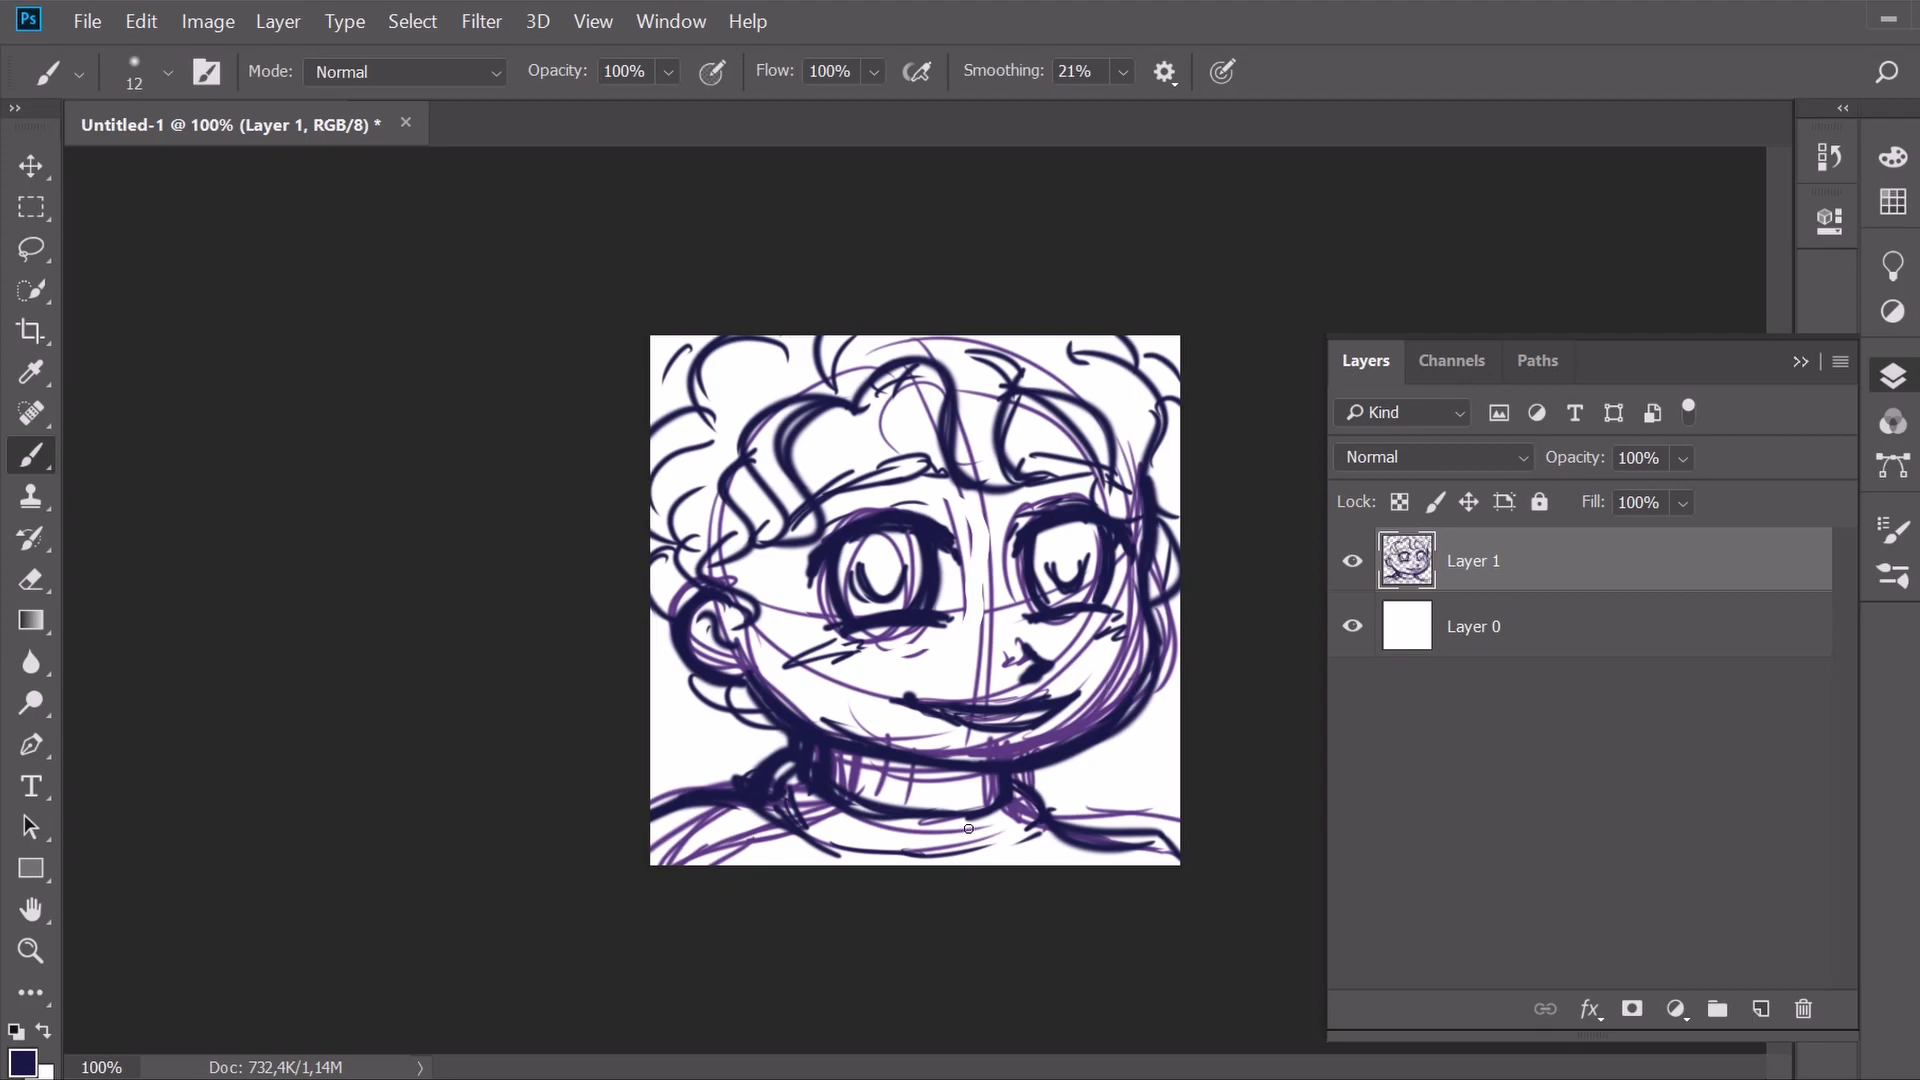 Ps File Edit Image Layer Type Select Filter 3D View Window Help
12 Mode: Normal Opacity: 100% Flow: 100% Smoothing: 21%
Untitled-1 @ 100% (Layer 1, RGB/8) *
Layers Channels Paths
Kind
Normal Opacity: 100%
Lock: Fill: 100%
Layer 1
Layer 0
fx
100% Doc: 732,4K/1,14M